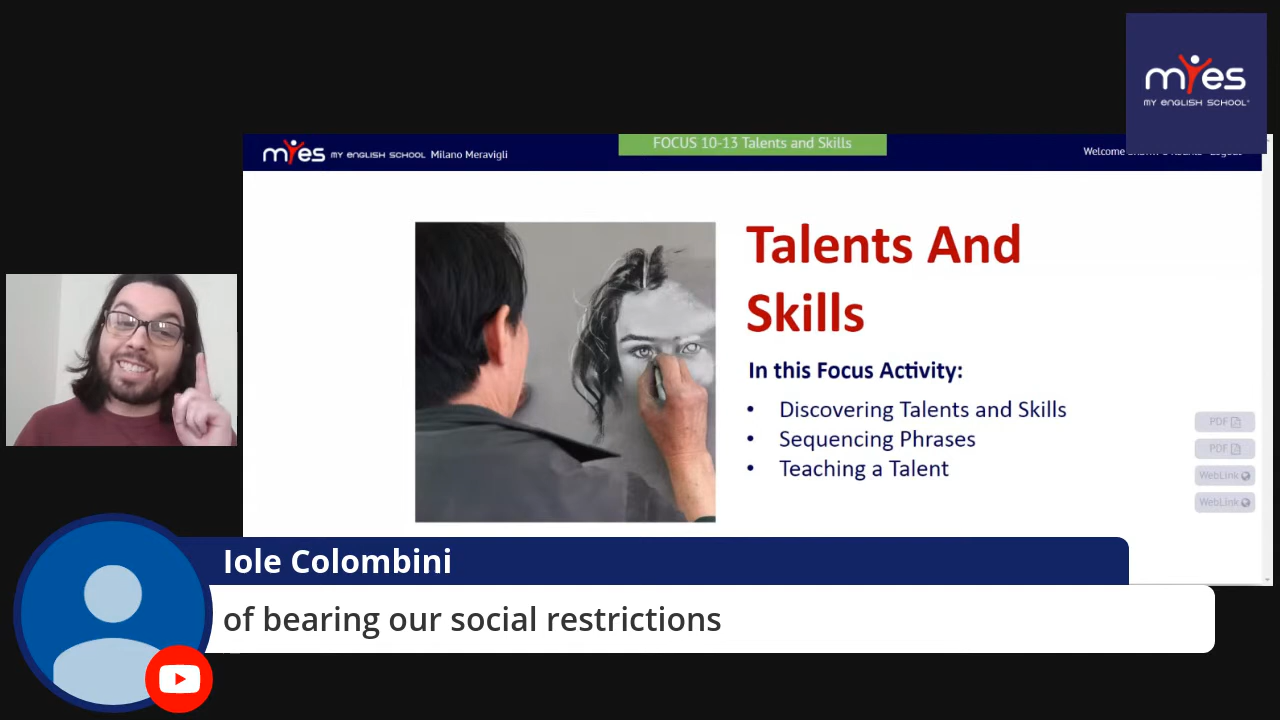 myes
MY ENGLISH SCHOOL
myes MY ENGLISH SCHOOL Milano Meravigli
FOCUS 10-13 Talents and Skills
Welcome
Talents And
Skills
In this Focus Activity:
• Discovering Talents and Skills
• Sequencing Phrases
• Teaching a Talent
PDF
PDF
WebLink
WebLink
Iole Colombini
of bearing our social restrictions